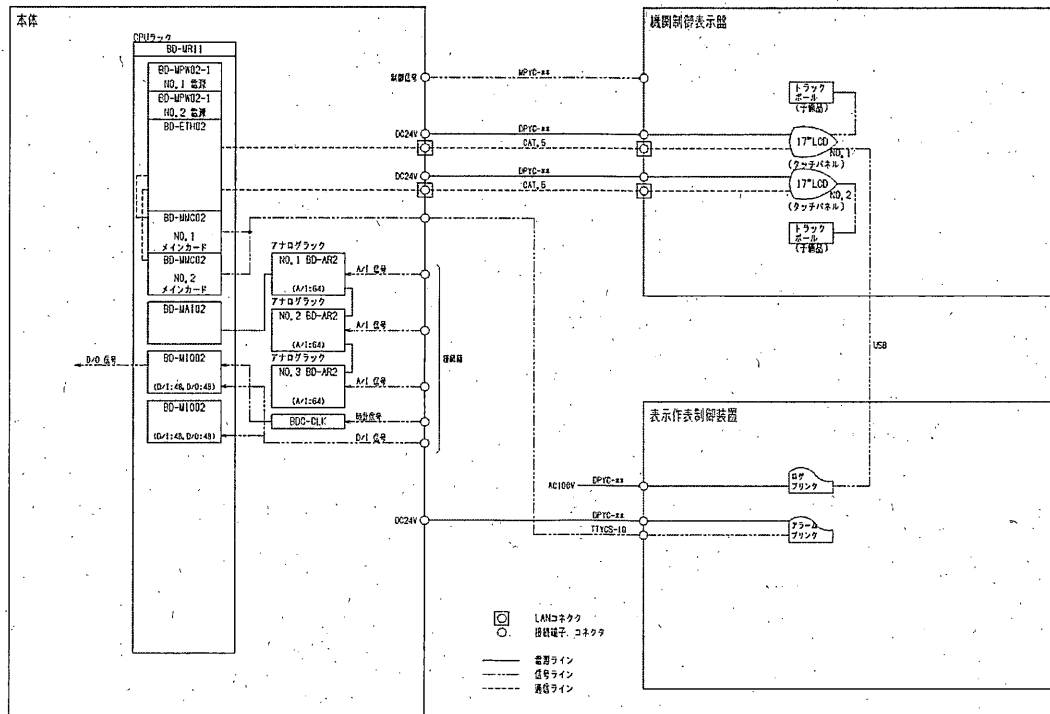 本体
CPUラック
BD-MR11
BD-MPW02-1
NO.1 電源
BD-MPW02-1
NO.2 電源
BD-ETH02
BD-MMC02
NO.1
メインカード
BD-MMC02
NO.2
メインカード
BD-MAI02
BD-MIO02
(D/I:48,D/O:48)
BD-MIO02
(D/I:48,D/O:48)
D/O 信号
アナログラック
NO.1 BD-AR2
(A/I:64)
アナログラック
NO.2 BD-AR2
(A/I:64)
アナログラック
NO.3 BD-AR2
(A/I:64)
BDC-CLK
A/I 信号
A/I 信号
A/I 信号
時計信号
D/I 信号
接続箱
制御信号
DC24V
DC24V
DC24V
MPYC-**
DPYC-**
CAT.5
DPYC-**
CAT.5
機関制御表示盤
トラック
ボール
(予備品)
17"LCD
NO.1
(タッチパネル)
17"LCD
NO.2
(タッチパネル)
トラック
ボール
(予備品)
USB
表示作表制御装置
AC100V
DPYC-**
ログ
プリンタ
DPYC-**
TTYCS-1Q
アラーム
プリンタ
LANコネクタ
接続端子、コネクタ
電源ライン
信号ライン
通信ライン